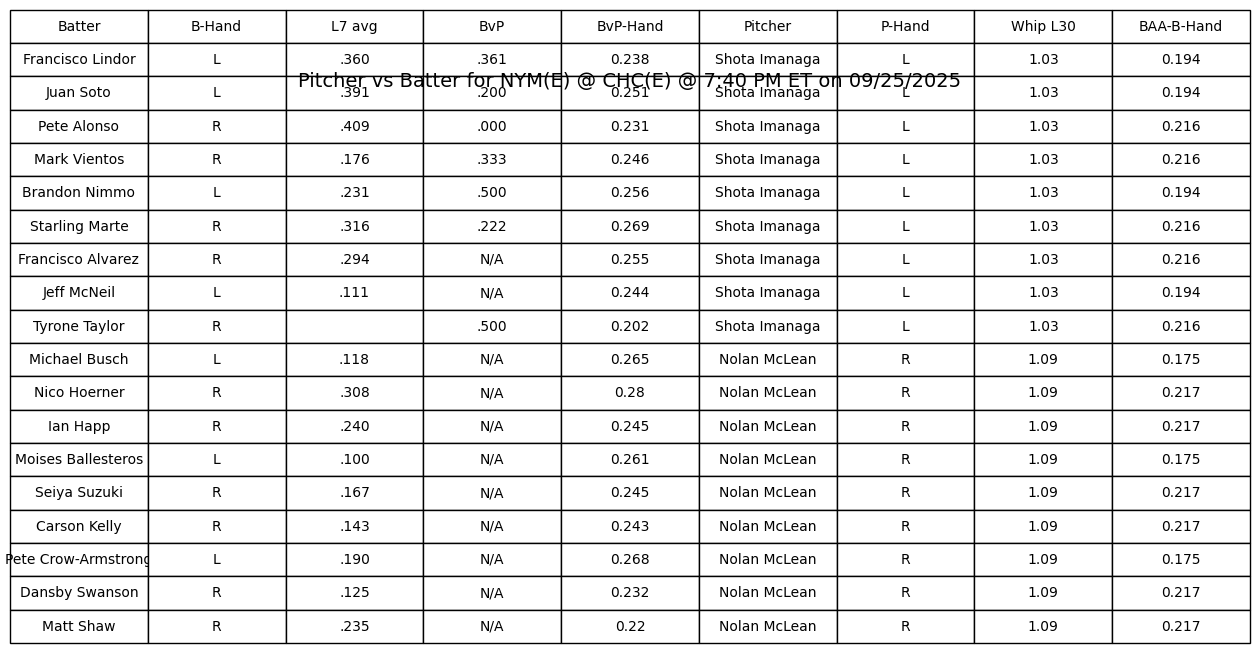 Batter B-Hand L7 avg BvP BvP-Hand Pitcher P-Hand Whip L30 BAA-B-Hand
Francisco Lindor L .360 .361 0.238 Shota Imanaga L 1.03 0.194
Pitcher vs Batter for NYM(E) @ CHC(E) @ 7:40 PM ET on 09/25/2025
Juan Soto L .391 .200 0.251 Shota Imanaga L 1.03 0.194
Pete Alonso R .409 .000 0.231 Shota Imanaga L 1.03 0.216
Mark Vientos R .176 .333 0.246 Shota Imanaga L 1.03 0.216
Brandon Nimmo L .231 .500 0.256 Shota Imanaga L 1.03 0.194
Starling Marte R .316 .222 0.269 Shota Imanaga L 1.03 0.216
Francisco Alvarez R .294 N/A 0.255 Shota Imanaga L 1.03 0.216
Jeff McNeil L .111 N/A 0.244 Shota Imanaga L 1.03 0.194
Tyrone Taylor R .500 0.202 Shota Imanaga L 1.03 0.216
Michael Busch L .118 N/A 0.265 Nolan McLean R 1.09 0.175
Nico Hoerner R .308 N/A 0.28 Nolan McLean R 1.09 0.217
Ian Happ R .240 N/A 0.245 Nolan McLean R 1.09 0.217
Moises Ballesteros L .100 N/A 0.261 Nolan McLean R 1.09 0.175
Seiya Suzuki R .167 N/A 0.245 Nolan McLean R 1.09 0.217
Carson Kelly R .143 N/A 0.243 Nolan McLean R 1.09 0.217
Pete Crow-Armstrong L .190 N/A 0.268 Nolan McLean R 1.09 0.175
Dansby Swanson R .125 N/A 0.232 Nolan McLean R 1.09 0.217
Matt Shaw R .235 N/A 0.22 Nolan McLean R 1.09 0.217